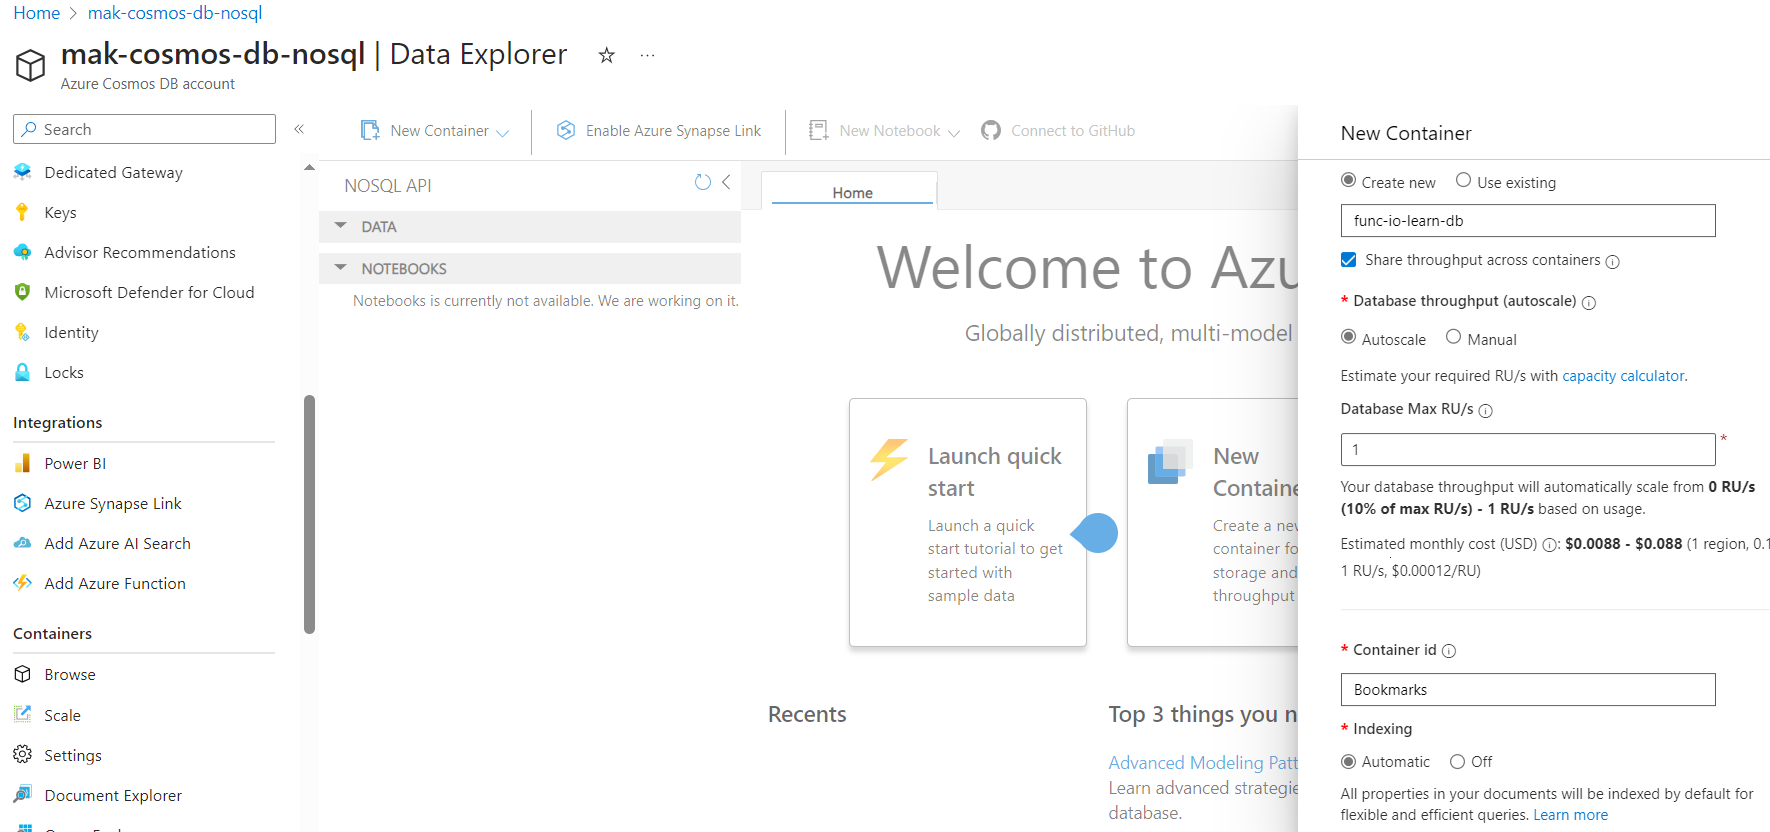 Home > mak-cosmos-db-nosql
mak-cosmos-db-nosql | Data Explorer
Azure Cosmos DB account
Search
«
Dedicated Gateway
Keys
Advisor Recommendations
Microsoft Defender for Cloud
Identity
Locks
Integrations
Power BI
Azure Synapse Link
Add Azure AI Search
Add Azure Function
Containers
Browse
Scale
Settings
Document Explorer
New Container
Enable Azure Synapse Link
New Notebook
Connect to GitHub
NOSQL API
DATA
NOTEBOOKS
Notebooks is currently not available. We are working on it.
Home
Welcome to Azu
Globally distributed, multi-model
Launch quick
start
Launch a quick
start tutorial to get
started with
sample data
New
Containe
Create a nev
container fo
storage and
throughput
Recents
Top 3 things you n
Advanced Modeling Patt
Learn advanced strategie
database.
New Container
Create new
Use existing
func-io-learn-db
Share throughput across containers
* Database throughput (autoscale)
Autoscale
Manual
Estimate your required RU/s with capacity calculator.
Database Max RU/s
1
*
Your database throughput will automatically scale from 0 RU/s
(10% of max RU/s) - 1 RU/s based on usage.
Estimated monthly cost (USD) : $0.0088 - $0.088 (1 region, 0.1
1 RU/s, $0.00012/RU)
* Container id
Bookmarks
* Indexing
Automatic
Off
All properties in your documents will be indexed by default for
flexible and efficient queries. Learn more